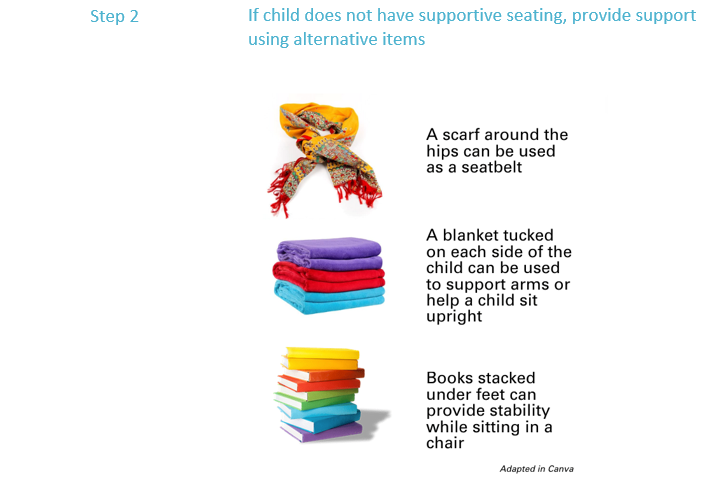 Step 2
If child does not have supportive seating, provide support
using alternative items
A scarf around the
hips can be used
as a seatbelt
A blanket tucked
on each side of the
child can be used
to support arms or
help a child sit
upright
Books stacked
under feet can
provide stability
while sitting in a
chair
Adapted in Canva